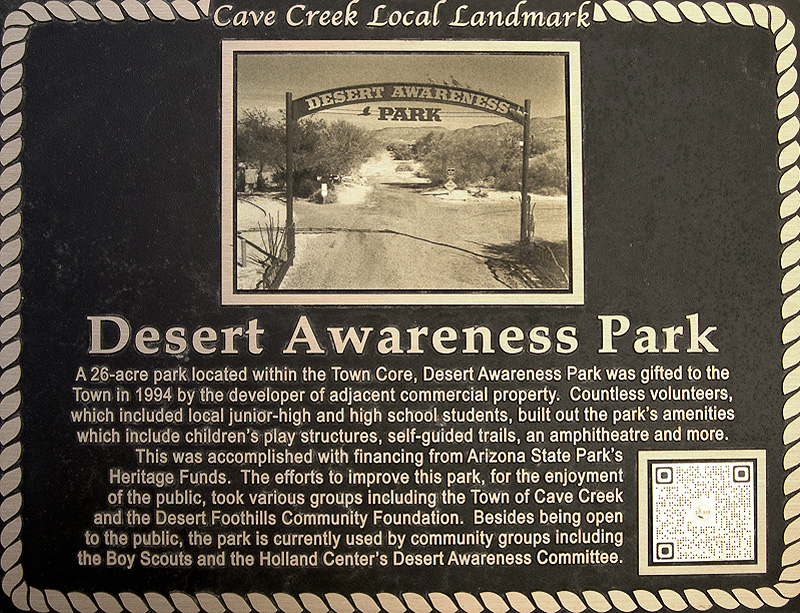 Cave Creek Local Landmark
DESERT AWARENESS
PARK
Desert Awareness Park
A 26-acre park located within the Town Core, Desert Awareness Park was gifted to the
Town in 1994 by the developer of adjacent commercial property.  Countless volunteers,
which included local junior-high and high school students, built out the park's amenities
which include children's play structures, self-guided trails, an amphitheatre and more.
This was accomplished with financing from Arizona State Park's
Heritage Funds.  The efforts to improve this park, for the enjoyment
of the public, took various groups including the Town of Cave Creek
and the Desert Foothills Community Foundation.  Besides being open
to the public, the park is currently used by community groups including
the Boy Scouts and the Holland Center's Desert Awareness Committee.